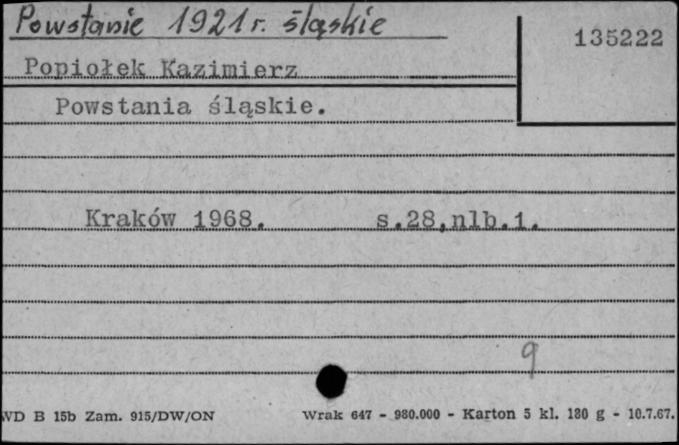 Powstanie 1921 r. śląskie
135222
Popiołek Kazimierz
Powstania śląskie.
Kraków 1968. s.28,nlb.1.
9
WD B 15b Zam. 915/DW/ON Wrak 647 - 980.000 - Karton 5 kl. 180 g - 10.7.67.